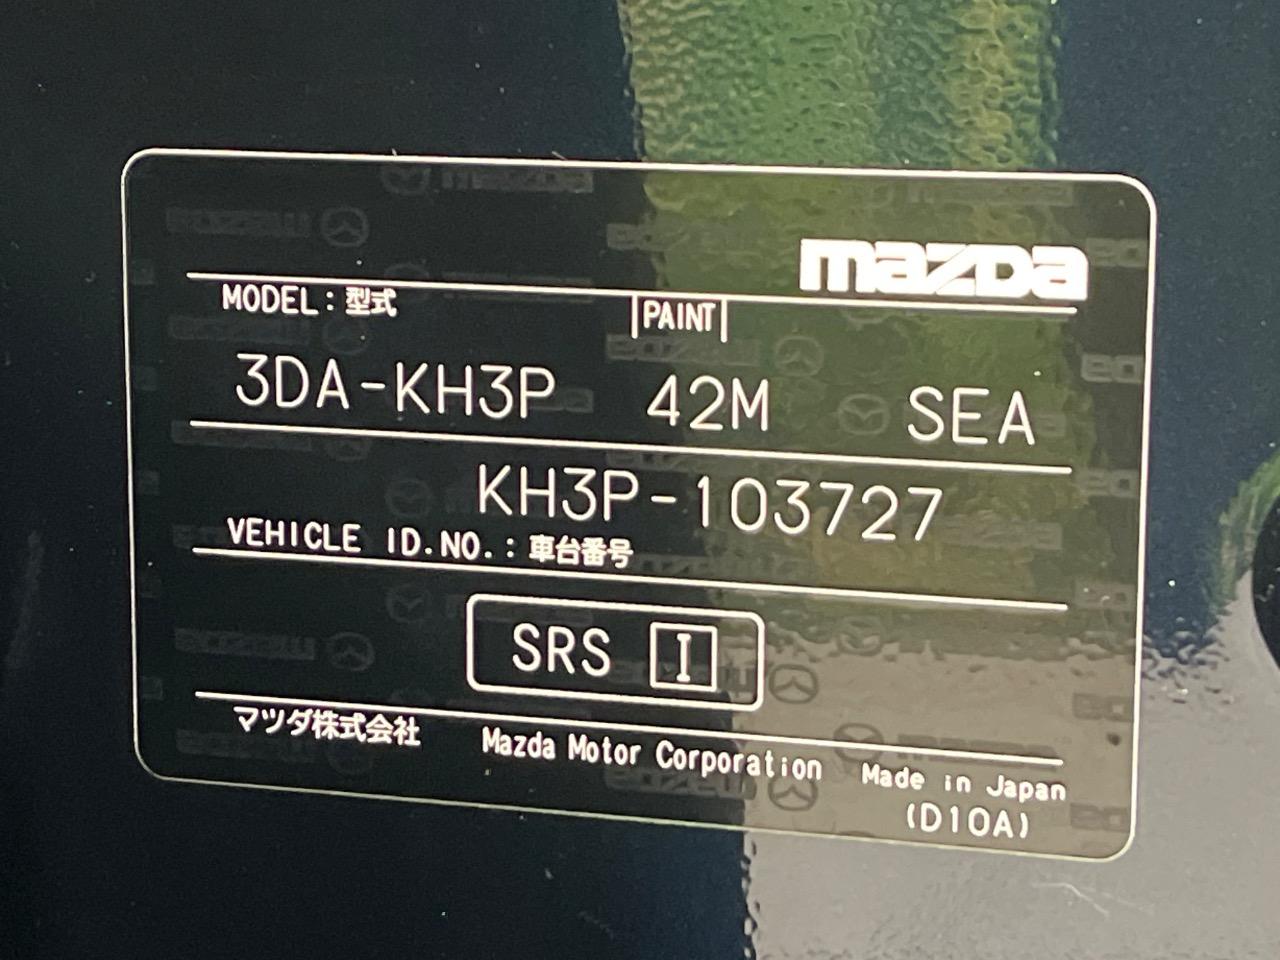 mazda
MODEL：型式 PAINT
3DA-KH3P 42M SEA
KH3P-103727
VEHICLE ID.NO.：車台番号
SRS I
マツダ株式会社 Mazda Motor Corporation Made in Japan
(D10A)